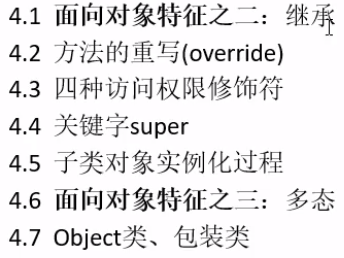 4.1 面向对象特征之二：继承
4.2 方法的重写(override)
4.3 四种访问权限修饰符
4.4 关键字super
4.5 子类对象实例化过程
4.6 面向对象特征之三：多态
4.7 Object类、包装类